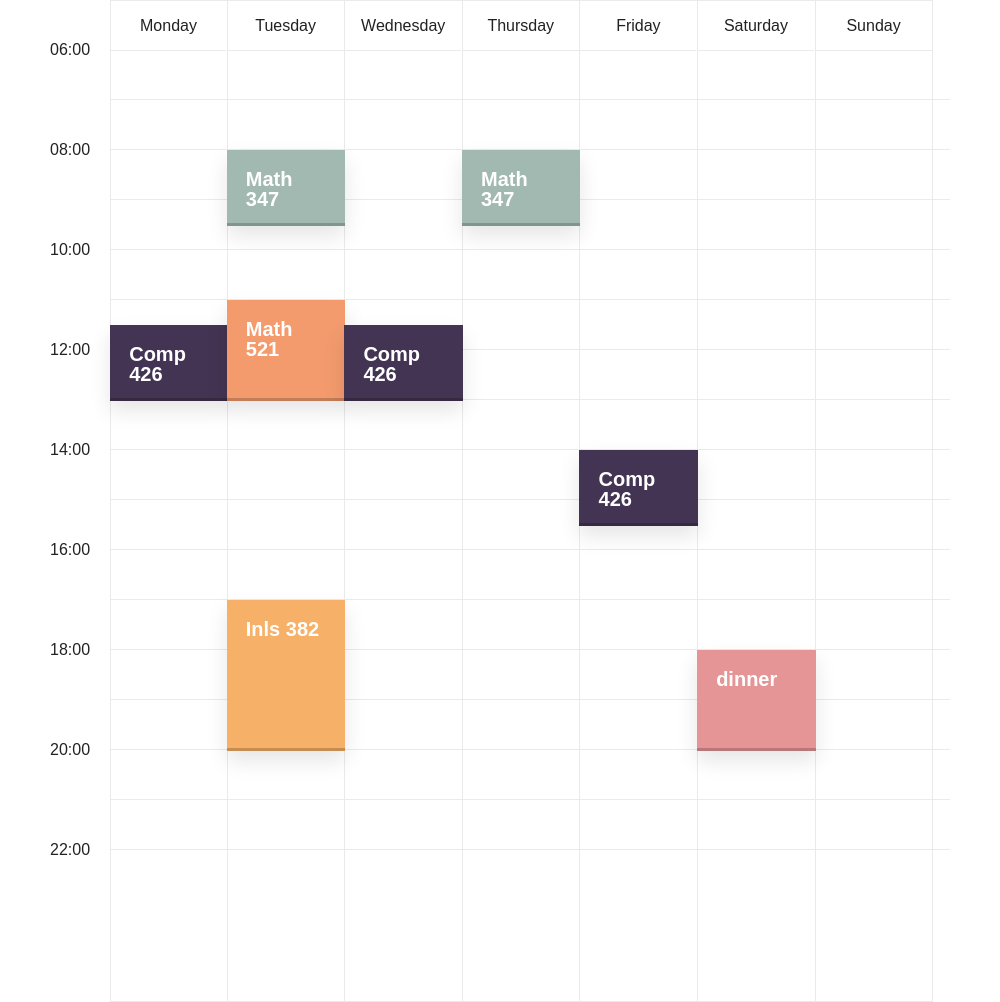 Monday Tuesday Wednesday Thursday Friday Saturday Sunday
06:00
08:00
Math
347
Math
347
10:00
Math
521
12:00
Comp
426
Comp
426
14:00
Comp
426
16:00
Inls 382
18:00
dinner
20:00
22:00